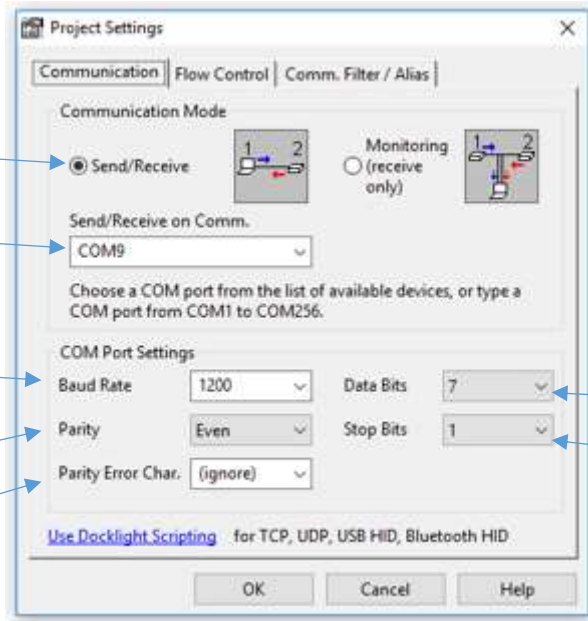 Project Settings
Communication Flow Control Comm. Filter / Alias
Communication Mode
Send/Receive
1 2
Monitoring
(receive
only)
1 2
Send/Receive on Comm.
COM9
Choose a COM port from the list of available devices, or type a
COM port from COM1 to COM256.
COM Port Settings
Baud Rate 1200 Data Bits 7
Parity Even Stop Bits 1
Parity Error Char. (ignore)
Use Docklight Scripting for TCP, UDP, USB HID, Bluetooth HID
OK Cancel Help